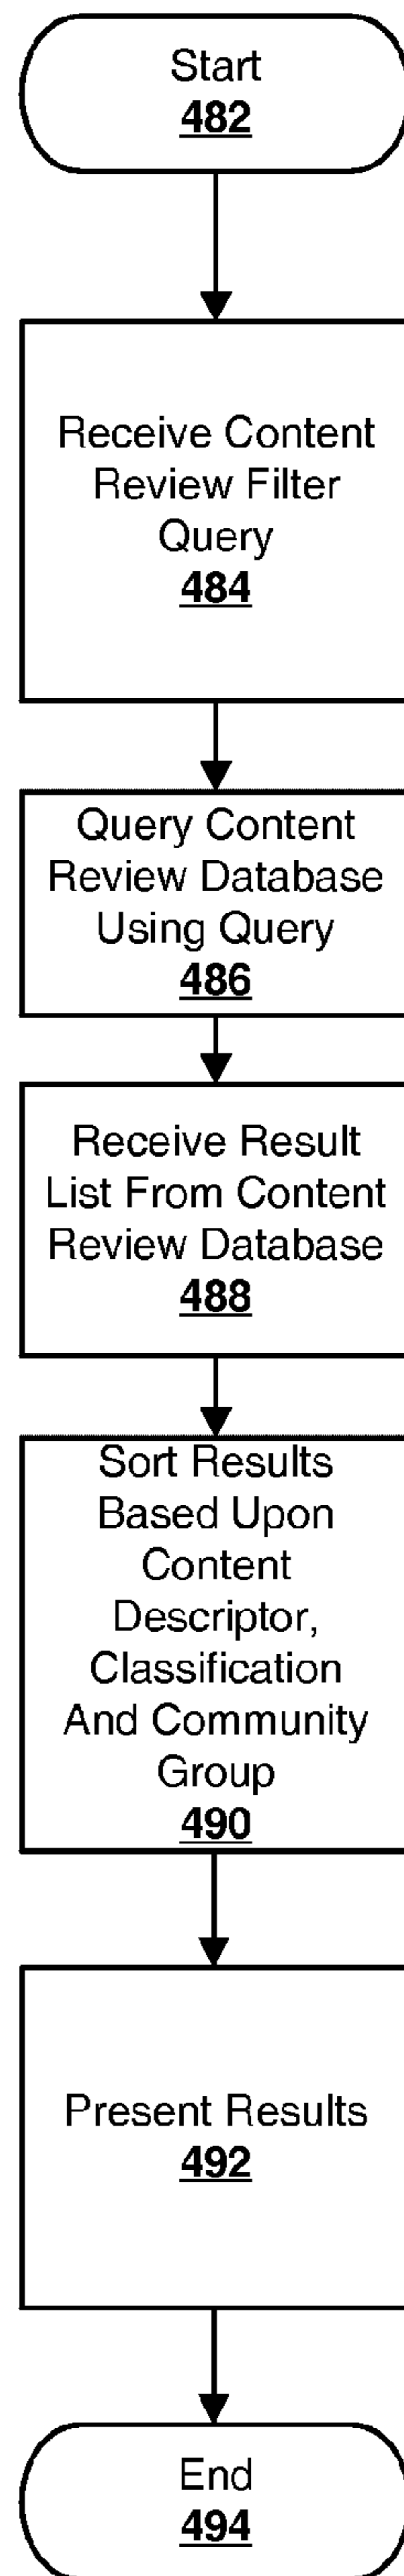 Start
482
Receive Content
Review Filter
Query
484
Query Content
Review Database
Using Query
486
Receive Result
List From Content
Review Database
488
Sort Results
Based Upon
Content
Descriptor,
Classification
And Community
Group
490
Present Results
492
End
494